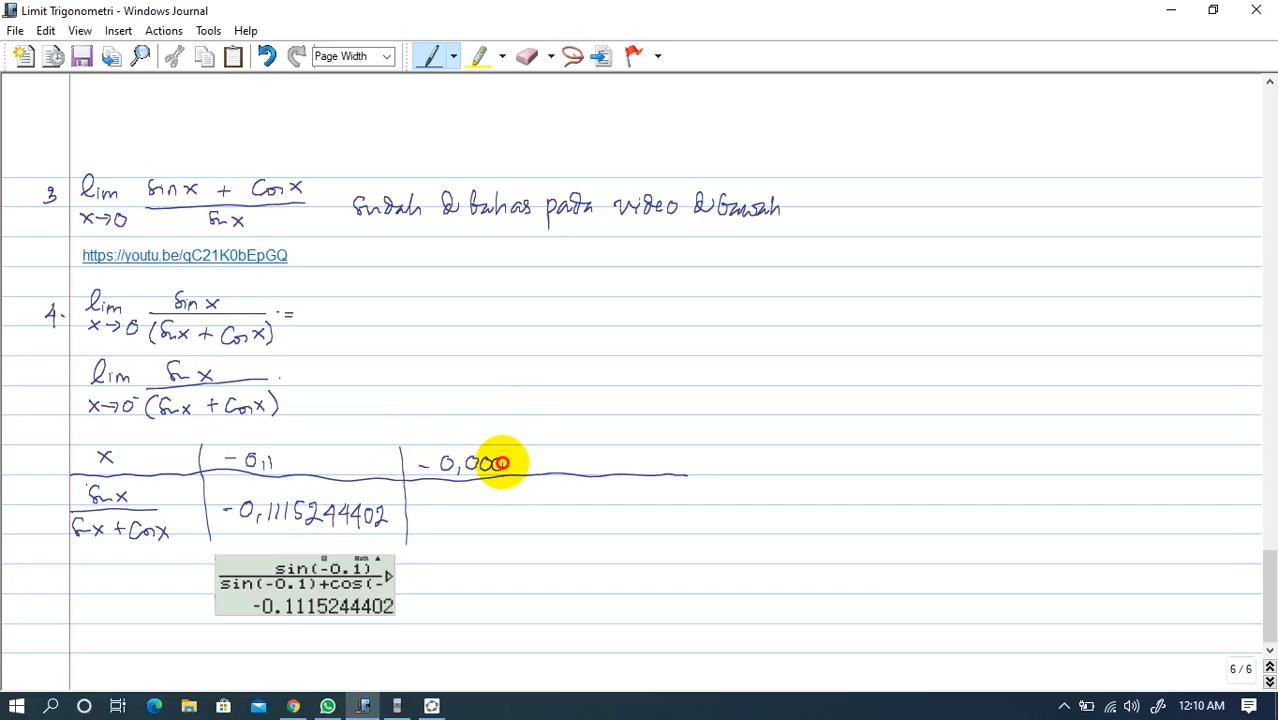 Limit Trigonometri - Windows Journal
File Edit View Insert Actions Tools Help
Page Width
3 lim x→0 (sin x + cos x) / sin x sudah di bahas pada video di bawah
https://youtu.be/qC21K0bEpGQ
4. lim x→0 sin x / (sin x + cos x) =
lim x→0⁻ sin x / (sin x + cos x)
x | -0,1 | -0,000
sin x / sin x + cos x | -0,1115244402
Math
sin(-0.1)
sin(-0.1)+cos(-
-0.1115244402
6 / 6
12:10 AM